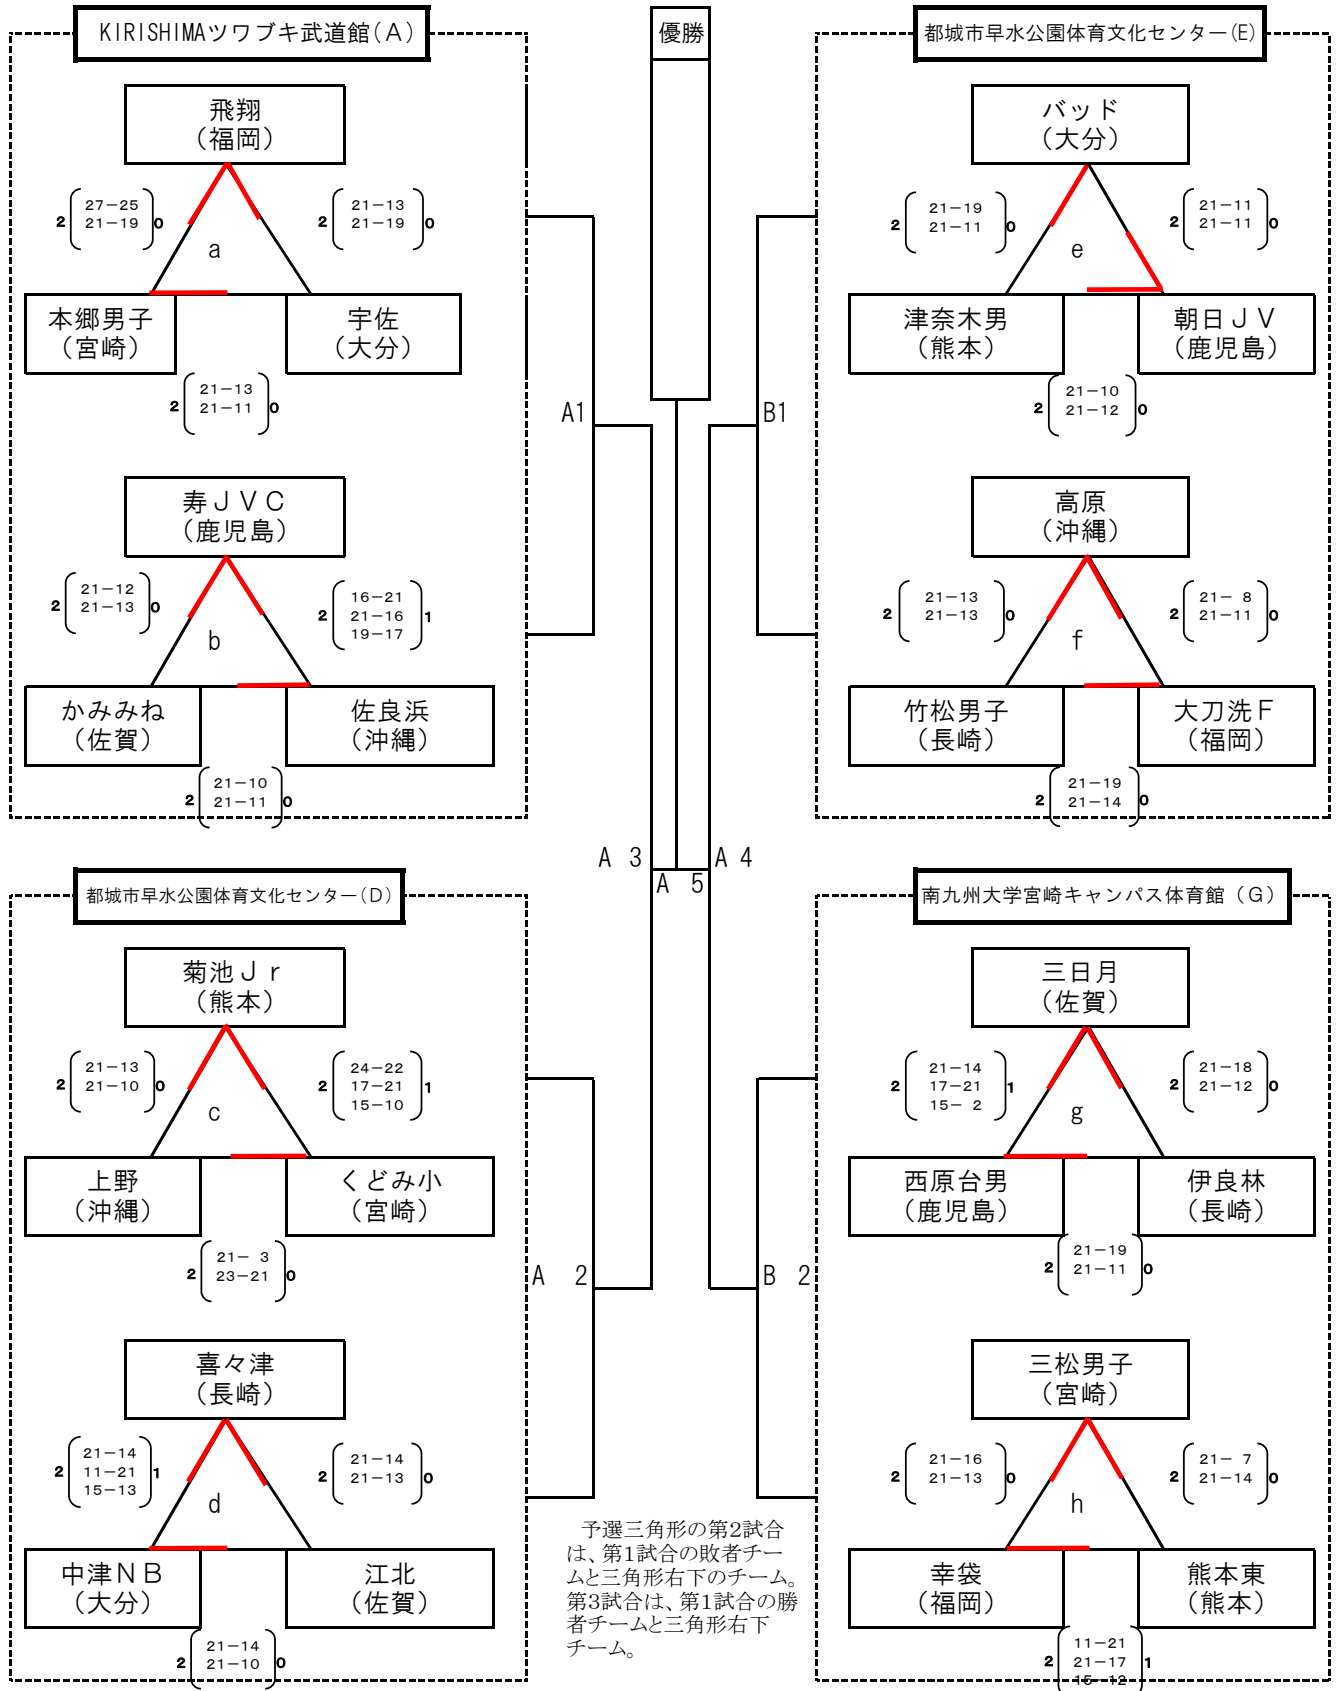 KIRISHIMAツワブキ武道館(A)
飛翔
(福岡)
2
27-25
21-19
0
2
21-13
21-19
0
a
本郷男子
(宮崎)
宇佐
(大分)
2
21-13
21-11
0
寿JVC
(鹿児島)
2
21-12
21-13
0
2
16-21
21-16
19-17
1
b
かみみね
(佐賀)
佐良浜
(沖縄)
2
21-10
21-11
0
都城市早水公園体育文化センター(D)
菊池Jr
(熊本)
2
21-13
21-10
0
2
24-22
17-21
15-10
1
c
上野
(沖縄)
くどみ小
(宮崎)
2
21- 3
23-21
0
喜々津
(長崎)
2
21-14
11-21
15-13
1
2
21-14
21-13
0
d
中津NB
(大分)
江北
(佐賀)
2
21-14
21-10
0
優勝
A1
B1
A 3
A 4
A 5
A 2
B 2
予選三角形の第2試合
は、第1試合の敗者チー
ムと三角形右下のチーム。
第3試合は、第1試合の勝
者チームと三角形右下
チーム。
都城市早水公園体育文化センター(E)
バッド
(大分)
2
21-19
21-11
0
2
21-11
21-11
0
e
津奈木男
(熊本)
朝日JV
(鹿児島)
2
21-10
21-12
0
高原
(沖縄)
2
21-13
21-13
0
2
21- 8
21-11
0
f
竹松男子
(長崎)
大刀洗F
(福岡)
2
21-19
21-14
0
南九州大学宮崎キャンパス体育館(G)
三日月
(佐賀)
2
21-14
17-21
15- 2
1
2
21-18
21-12
0
g
西原台男
(鹿児島)
伊良林
(長崎)
2
21-19
21-11
0
三松男子
(宮崎)
2
21-16
21-13
0
2
21- 7
21-14
0
h
幸袋
(福岡)
熊本東
(熊本)
2
11-21
21-17
15-12
1